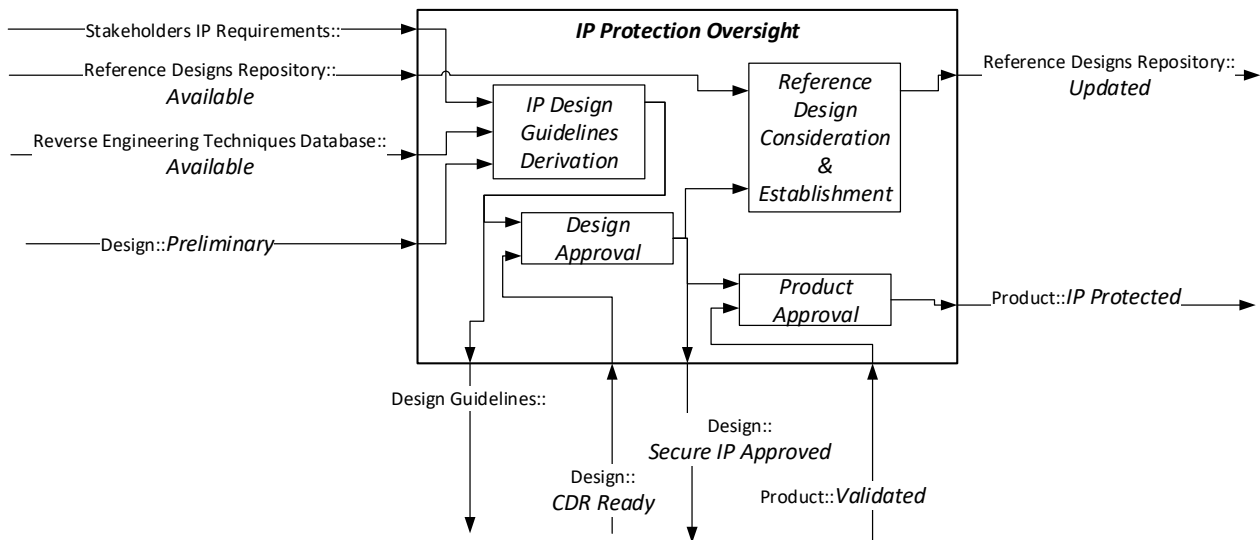 IP Protection Oversight
Stakeholders IP Requirements::
Reference Designs Repository::
Available
Reverse Engineering Techniques Database::
Available
Design::Preliminary
IP Design
Guidelines
Derivation
Reference
Design
Consideration
&
Establishment
Design
Approval
Product
Approval
Reference Designs Repository::
Updated
Product::IP Protected
Design Guidelines::
Design::
CDR Ready
Design::
Secure IP Approved
Product::Validated